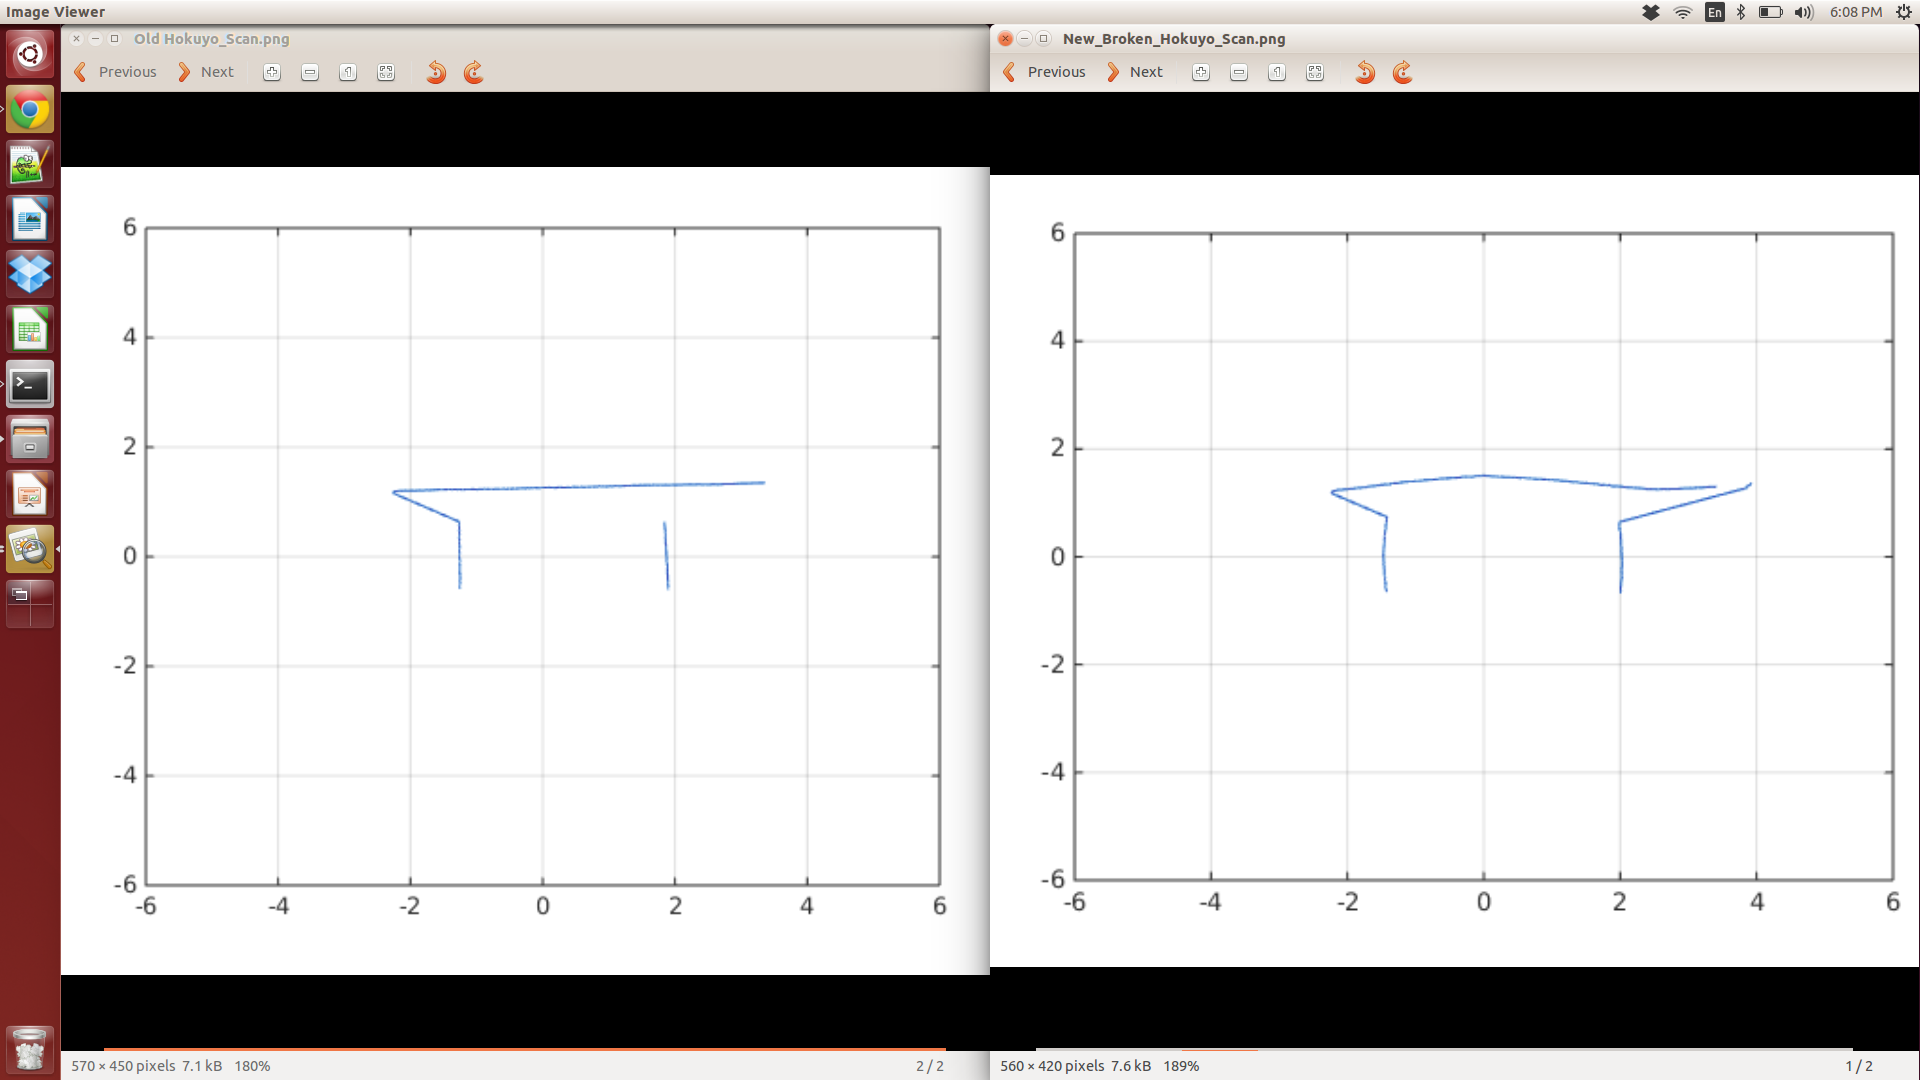 Image Viewer
En
6:08 PM
Old Hokuyo_Scan.png
Previous
Next
1
6
4
2
0
-2
-4
-6
-6
-4
-2
0
2
4
6
570 × 450 pixels 7.1 kB 180%
2 / 2
New_Broken_Hokuyo_Scan.png
Previous
Next
1
6
4
2
0
-2
-4
-6
-6
-4
-2
0
2
4
6
560 × 420 pixels 7.6 kB 189%
1 / 2